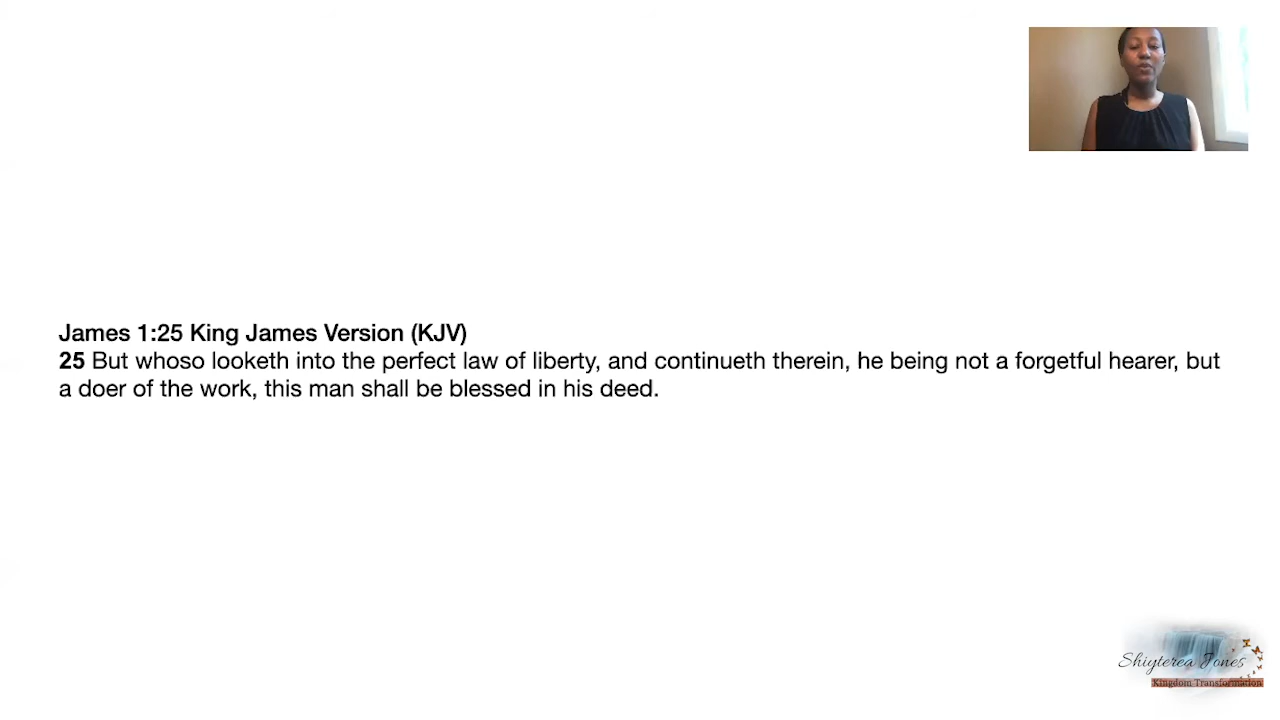 James 1:25 King James Version (KJV)
25 But whoso looketh into the perfect law of liberty, and continueth therein, he being not a forgetful hearer, but
a doer of the work, this man shall be blessed in his deed.
Shiyterea Jones
Kingdom Transformation